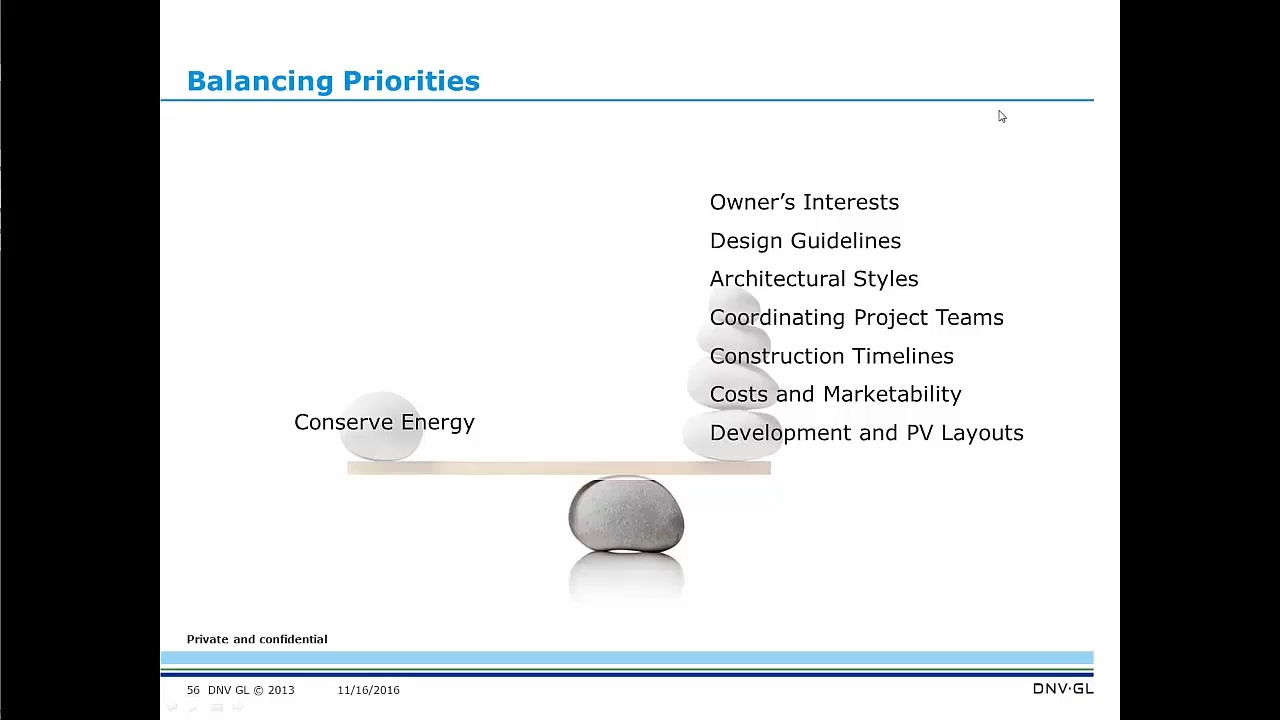 Balancing Priorities
Owner’s Interests
Design Guidelines
Architectural Styles
Coordinating Project Teams
Construction Timelines
Costs and Marketability
Conserve Energy
Development and PV Layouts
Private and confidential
56 DNV GL © 2013 11/16/2016
DNV·GL